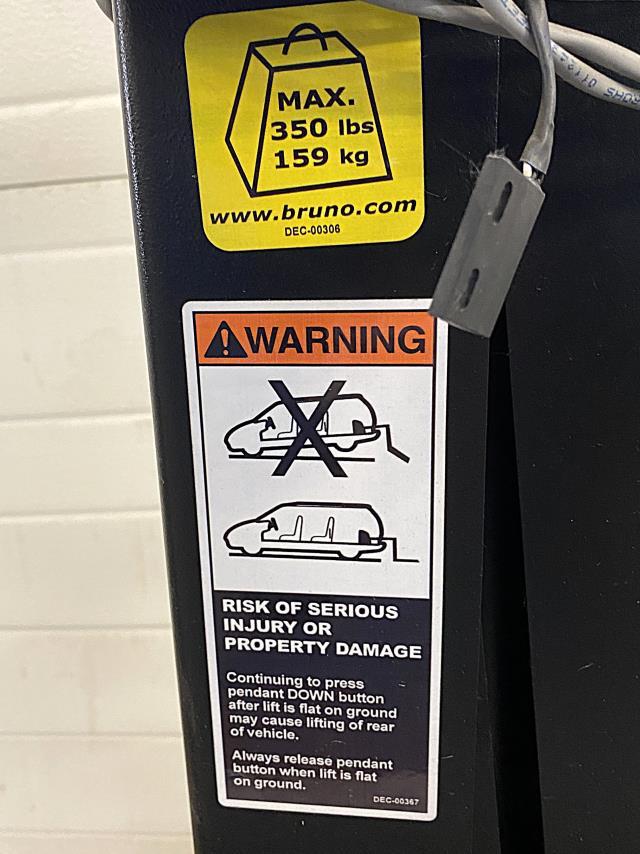 MAX.
350 lbs
159 kg
www.bruno.com
DEC-00306
WARNING
RISK OF SERIOUS
INJURY OR
PROPERTY DAMAGE
Continuing to press
pendant DOWN button
after lift is flat on ground
may cause lifting of rear
of vehicle.
Always release pendant
button when lift is flat
on ground.
DEC-00367